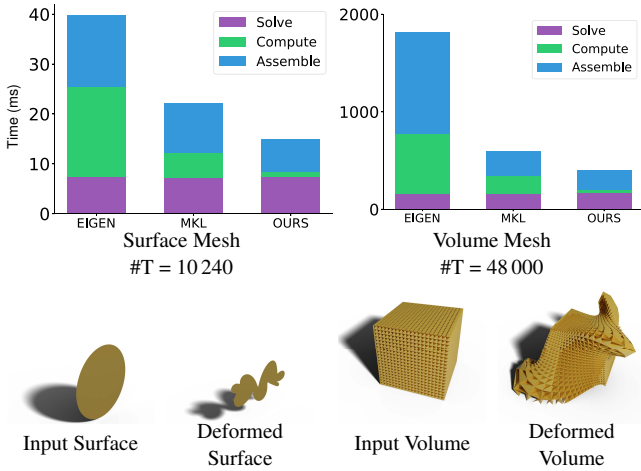 40
30
20
10
0
Time (ms)
Solve
Compute
Assemble
EIGEN MKL OURS
Surface Mesh
#T = 10 240
2000
1000
0
Solve
Compute
Assemble
EIGEN MKL OURS
Volume Mesh
#T = 48 000
Input Surface
Deformed
Surface
Input Volume
Deformed
Volume